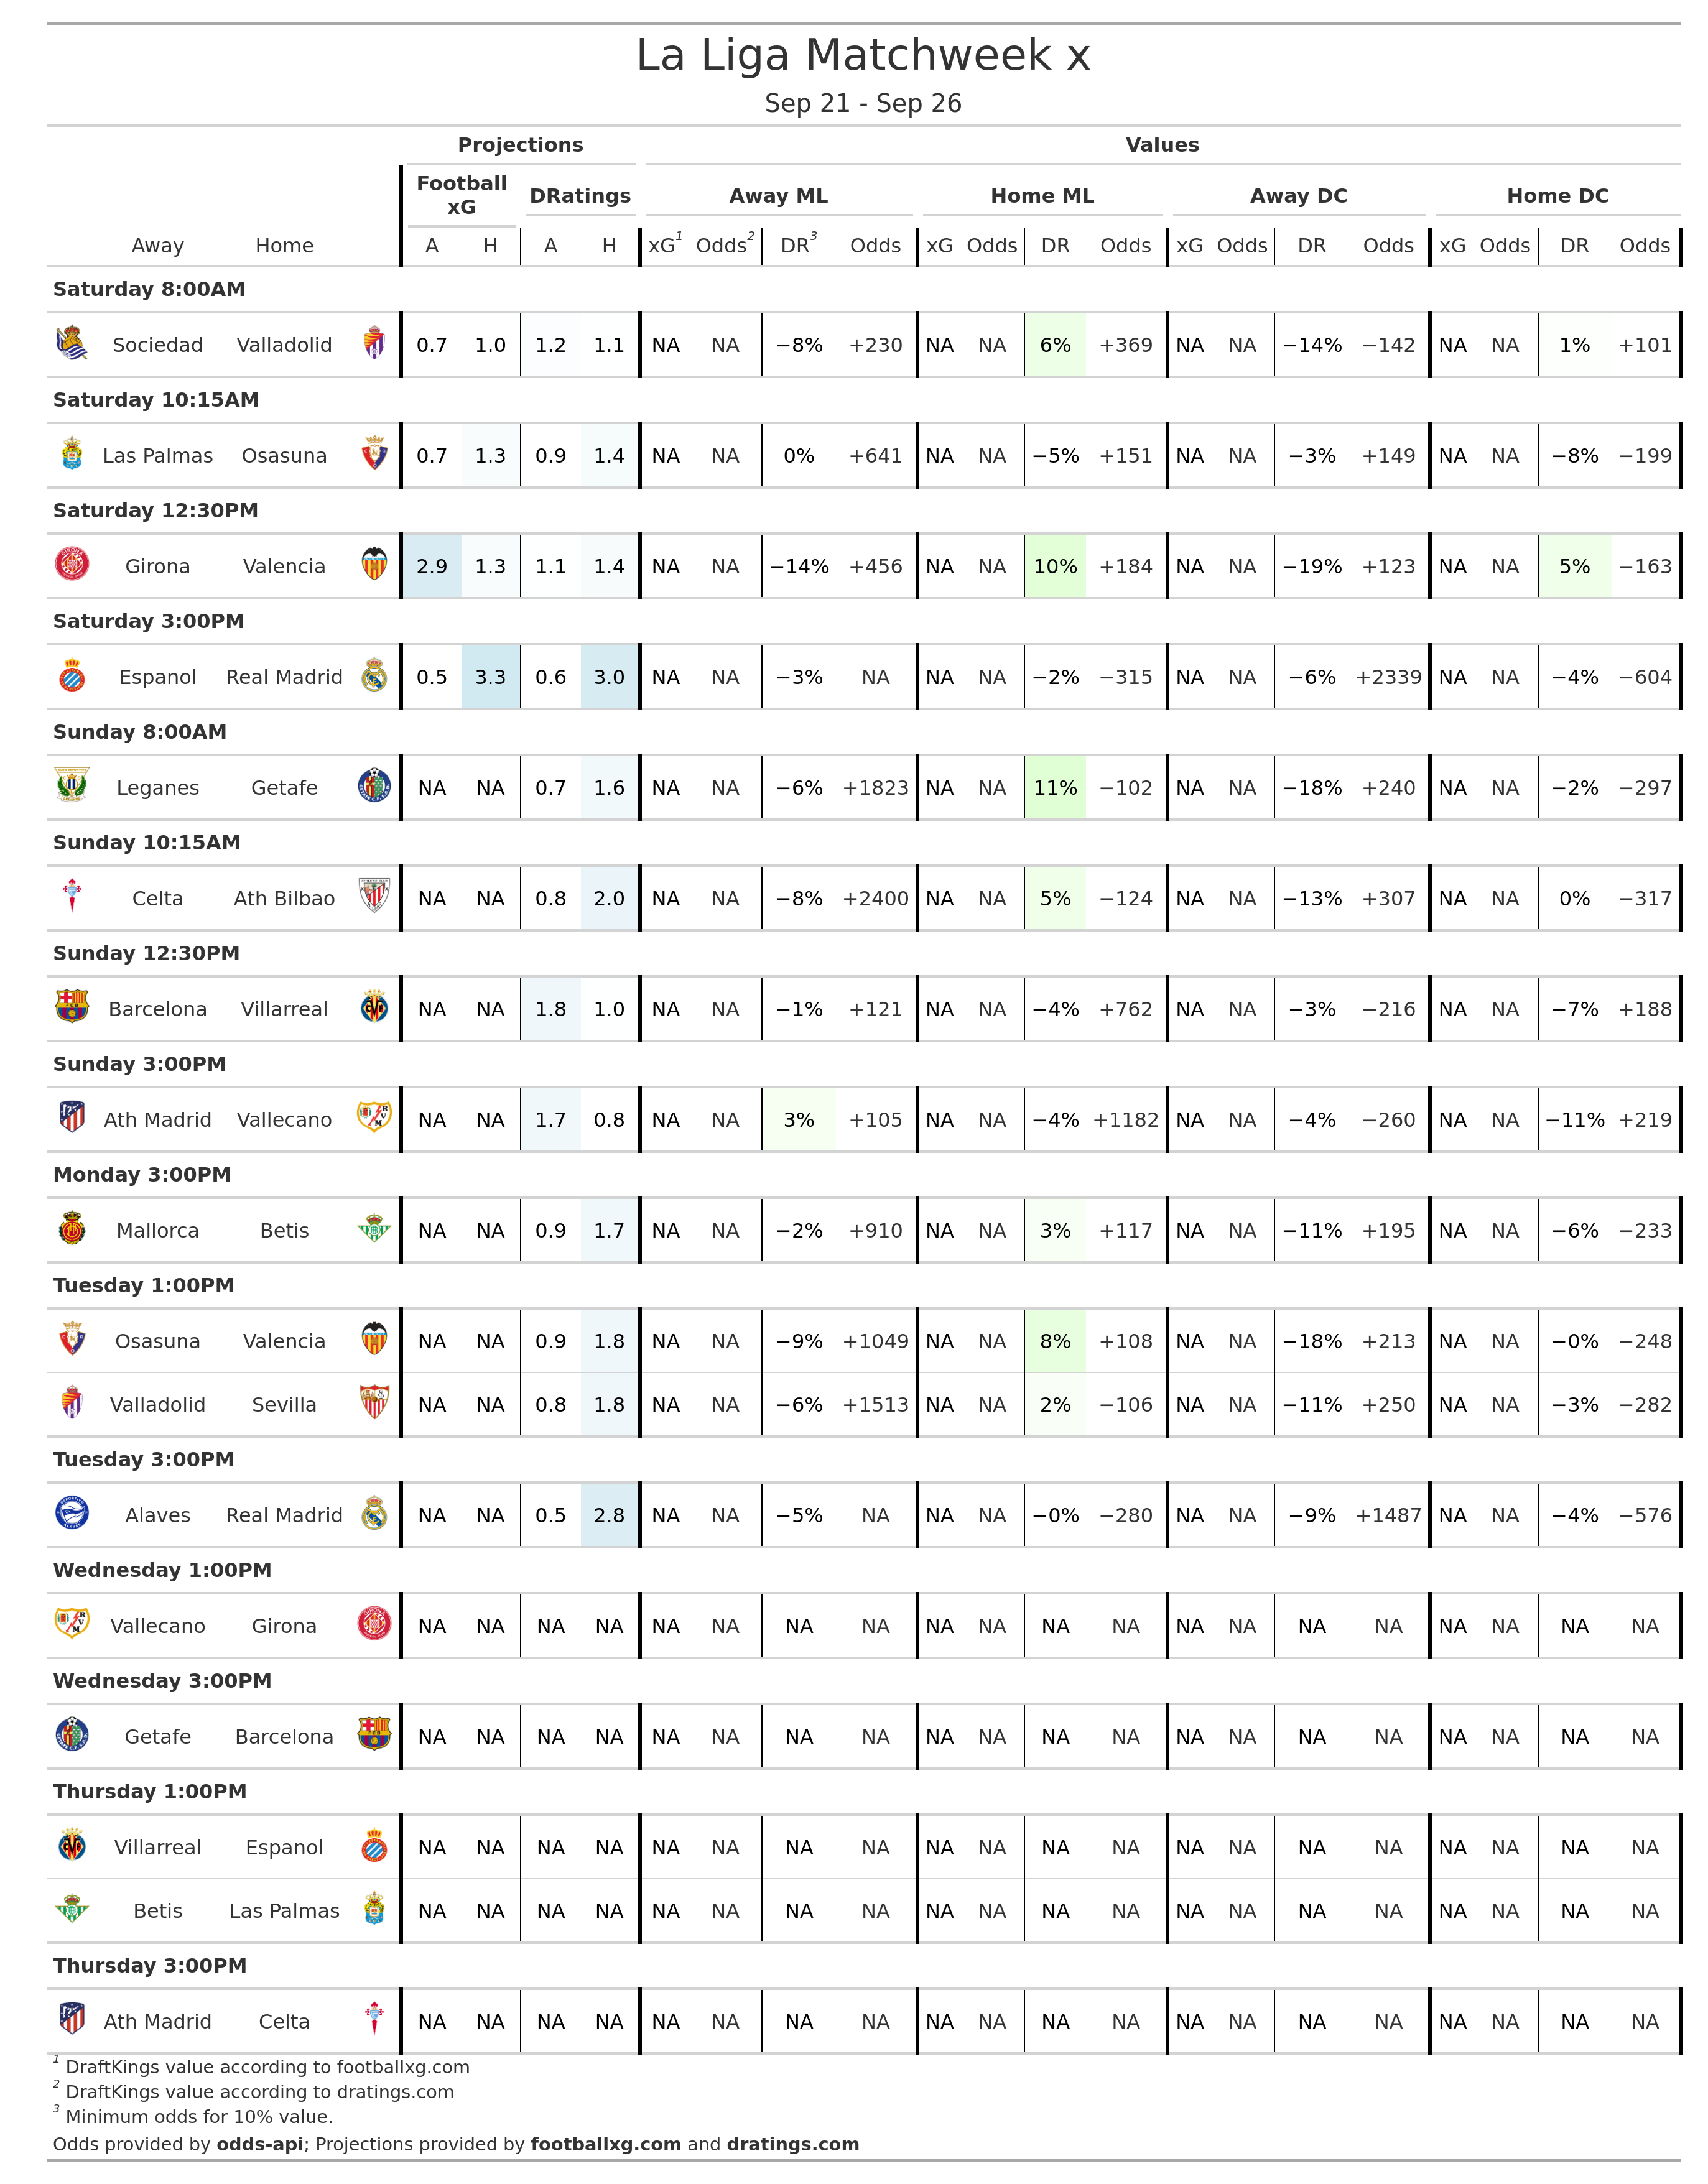 La Liga Matchweek x
Sep 21 - Sep 26
Projections Values
Football xG DRatings Away ML Home ML Away DC Home DC
Away Home A H A H xG1 Odds2 DR3 Odds xG Odds DR Odds xG Odds DR Odds xG Odds DR Odds
Saturday 8:00AM
Sociedad Valladolid 0.7 1.0 1.2 1.1 NA NA −8% +230 NA NA 6% +369 NA NA −14% −142 NA NA 1% +101
Saturday 10:15AM
Las Palmas Osasuna 0.7 1.3 0.9 1.4 NA NA 0% +641 NA NA −5% +151 NA NA −3% +149 NA NA −8% −199
Saturday 12:30PM
Girona Valencia 2.9 1.3 1.1 1.4 NA NA −14% +456 NA NA 10% +184 NA NA −19% +123 NA NA 5% −163
Saturday 3:00PM
Espanol Real Madrid 0.5 3.3 0.6 3.0 NA NA −3% NA NA NA −2% −315 NA NA −6% +2339 NA NA −4% −604
Sunday 8:00AM
Leganes Getafe NA NA 0.7 1.6 NA NA −6% +1823 NA NA 11% −102 NA NA −18% +240 NA NA −2% −297
Sunday 10:15AM
Celta Ath Bilbao NA NA 0.8 2.0 NA NA −8% +2400 NA NA 5% −124 NA NA −13% +307 NA NA 0% −317
Sunday 12:30PM
Barcelona Villarreal NA NA 1.8 1.0 NA NA −1% +121 NA NA −4% +762 NA NA −3% −216 NA NA −7% +188
Sunday 3:00PM
Ath Madrid Vallecano NA NA 1.7 0.8 NA NA 3% +105 NA NA −4% +1182 NA NA −4% −260 NA NA −11% +219
Monday 3:00PM
Mallorca Betis NA NA 0.9 1.7 NA NA −2% +910 NA NA 3% +117 NA NA −11% +195 NA NA −6% −233
Tuesday 1:00PM
Osasuna Valencia NA NA 0.9 1.8 NA NA −9% +1049 NA NA 8% +108 NA NA −18% +213 NA NA −0% −248
Valladolid Sevilla NA NA 0.8 1.8 NA NA −6% +1513 NA NA 2% −106 NA NA −11% +250 NA NA −3% −282
Tuesday 3:00PM
Alaves Real Madrid NA NA 0.5 2.8 NA NA −5% NA NA NA −0% −280 NA NA −9% +1487 NA NA −4% −576
Wednesday 1:00PM
Vallecano Girona NA NA NA NA NA NA NA NA NA NA NA NA NA NA NA NA NA NA NA NA
Wednesday 3:00PM
Getafe Barcelona NA NA NA NA NA NA NA NA NA NA NA NA NA NA NA NA NA NA NA NA
Thursday 1:00PM
Villarreal Espanol NA NA NA NA NA NA NA NA NA NA NA NA NA NA NA NA NA NA NA NA
Betis Las Palmas NA NA NA NA NA NA NA NA NA NA NA NA NA NA NA NA NA NA NA NA
Thursday 3:00PM
Ath Madrid Celta NA NA NA NA NA NA NA NA NA NA NA NA NA NA NA NA NA NA NA NA
1 DraftKings value according to footballxg.com
2 DraftKings value according to dratings.com
3 Minimum odds for 10% value.
Odds provided by odds-api; Projections provided by footballxg.com and dratings.com